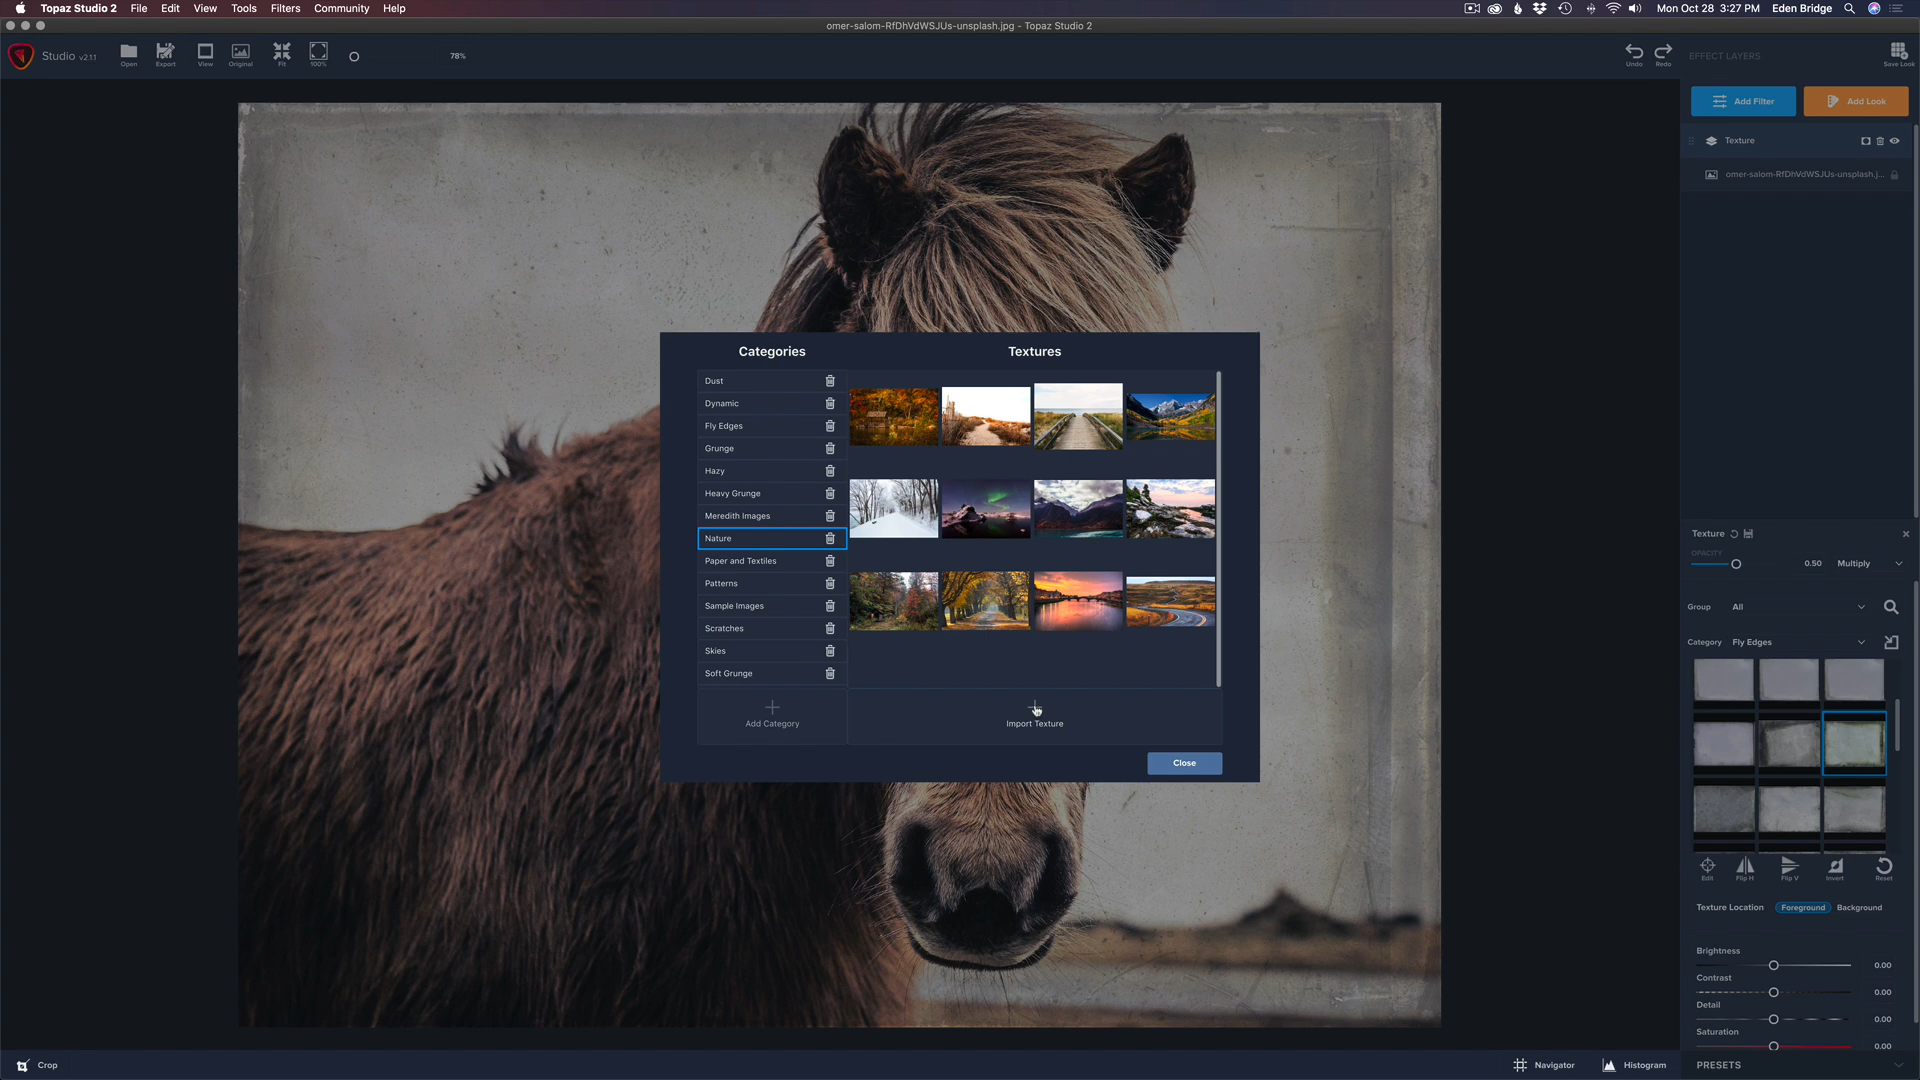 Topaz Studio 2 File Edit View Tools Filters Community Help
Mon Oct 28 3:27 PM Eden Bridge
omer-salom-RfDhVdWSJUs-unsplash.jpg - Topaz Studio 2
Studio v2.1.1
Open Export View Original Fit 100%
78%
Undo Redo
EFFECT LAYERS
Save Look
Add Filter Add Look
Texture
omer-salom-RfDhVdWSJUs-unsplash.j...
Categories
Textures
Dust
Dynamic
Fly Edges
Grunge
Hazy
Heavy Grunge
Meredith Images
Nature
Paper and Textiles
Patterns
Sample Images
Scratches
Skies
Soft Grunge
Add Category
Import Texture
Close
Texture
OPACITY
0.50 Multiply
Group All
Category Fly Edges
Edit Flip H Flip V Invert Reset
Texture Location Foreground Background
Brightness
0.00
Contrast
0.00
Detail
0.00
Saturation
0.00
Crop
Navigator Histogram
PRESETS